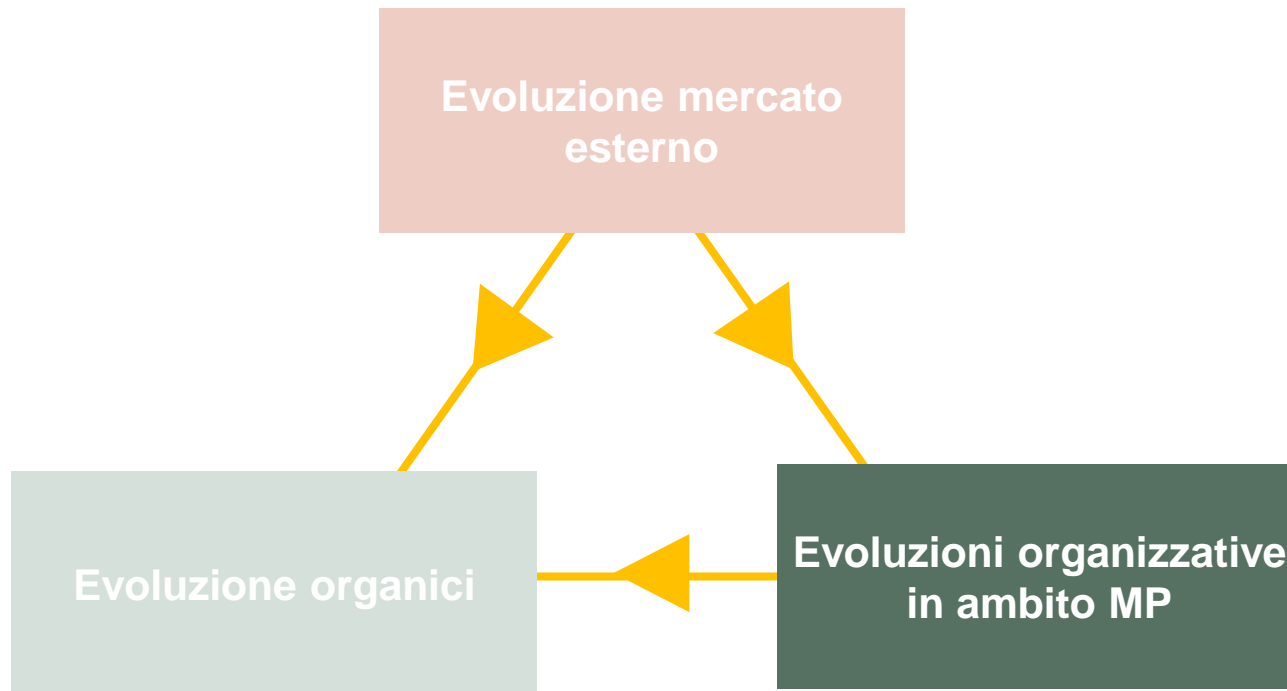 Evoluzione mercato
esterno
Evoluzione organici
Evoluzioni organizzative
in ambito MP